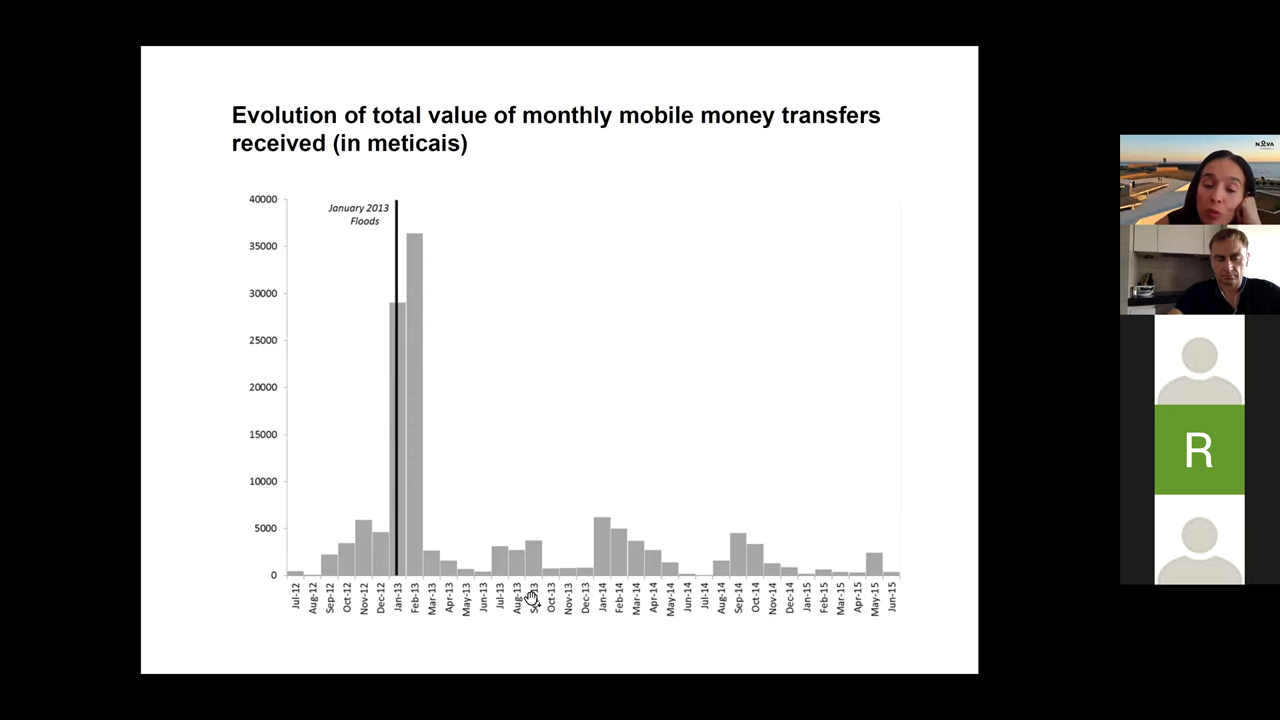 Evolution of total value of monthly mobile money transfers
received (in meticais)
January 2013
Floods
40000
35000
30000
25000
20000
15000
10000
5000
0
Jul-12
Aug-12
Sep-12
Oct-12
Nov-12
Dec-12
Jan-13
Feb-13
Mar-13
Apr-13
May-13
Jun-13
Jul-13
Aug-13
Oct-13
Nov-13
Dec-13
Jan-14
Feb-14
Mar-14
Apr-14
May-14
Jun-14
Jul-14
Aug-14
Sep-14
Oct-14
Nov-14
Dec-14
Jan-15
Feb-15
Mar-15
Apr-15
May-15
Jun-15
NOVA
R